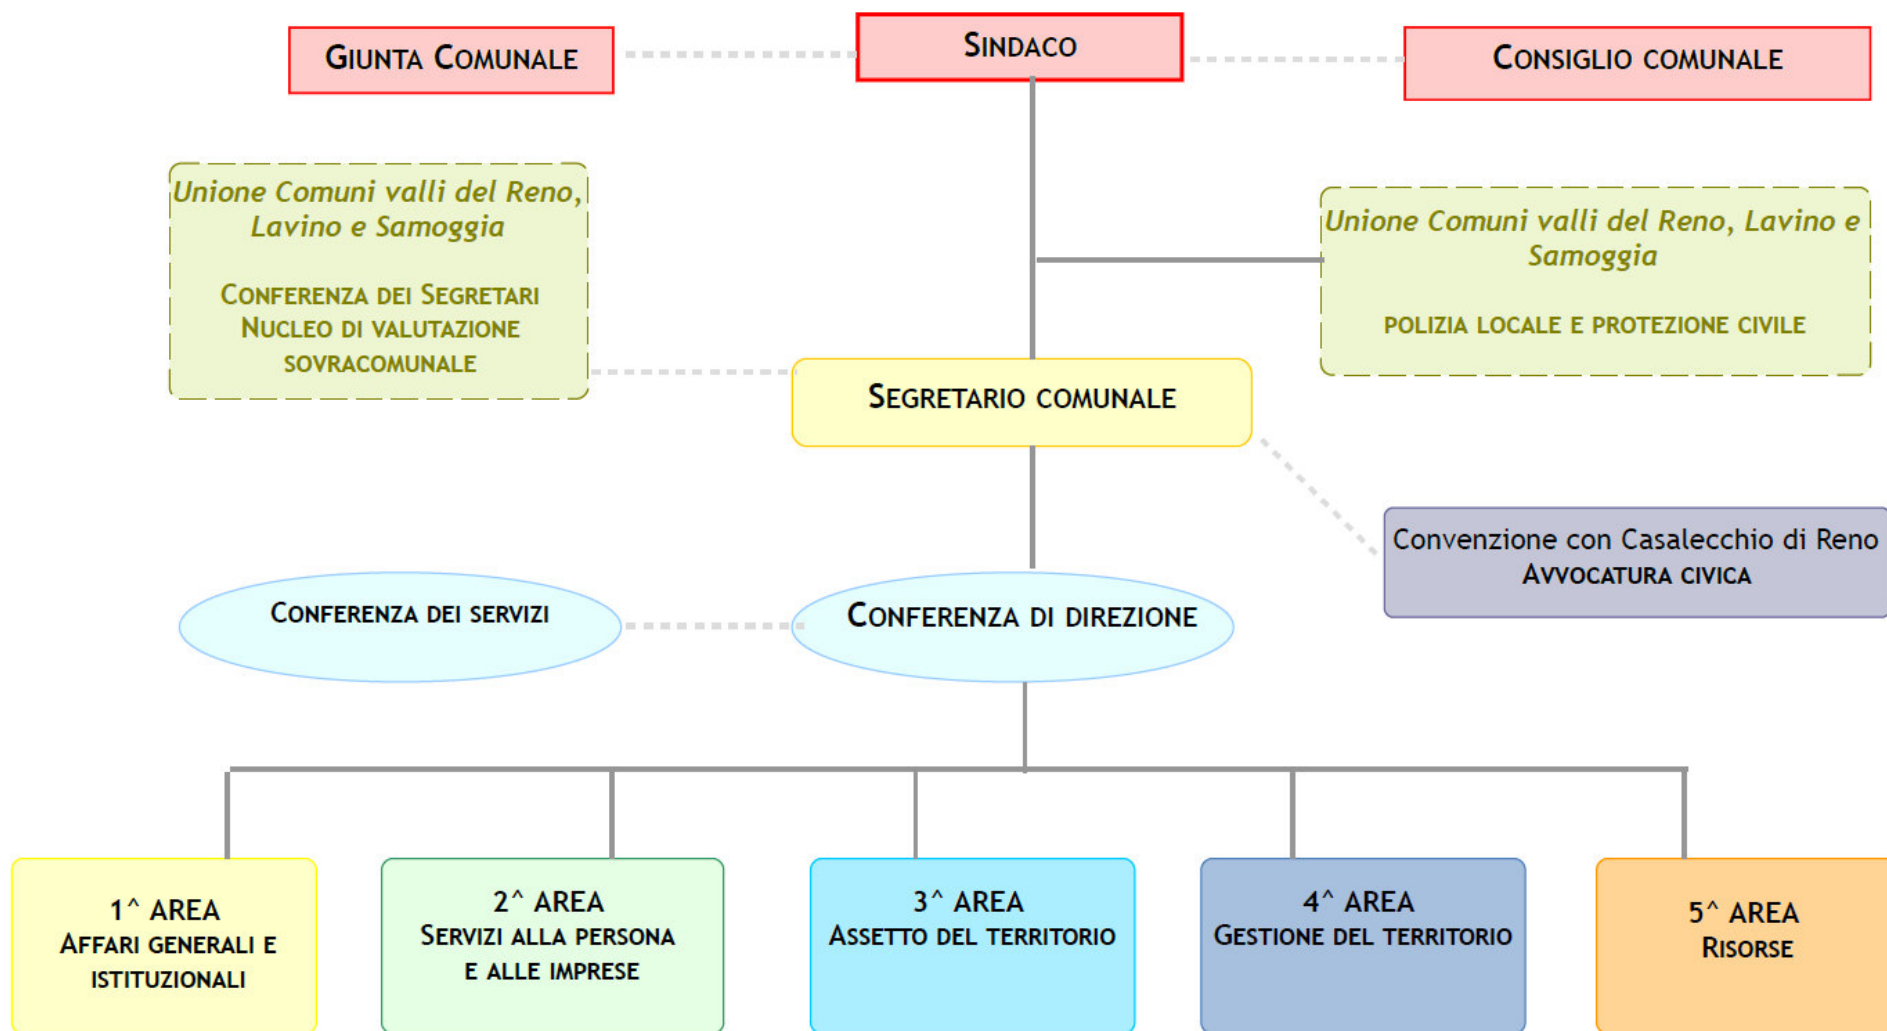 Giunta Comunale
Sindaco
Consiglio comunale
Unione Comuni valli del Reno,
Lavino e Samoggia
Conferenza dei Segretari
Nucleo di valutazione
sovracomunale
Unione Comuni valli del Reno, Lavino e
Samoggia
polizia locale e protezione civile
Segretario comunale
Convenzione con Casalecchio di Reno
Avvocatura civica
Conferenza dei servizi
Conferenza di direzione
1^ AREA
Affari generali e
istituzionali
2^ AREA
Servizi alla persona
e alle imprese
3^ AREA
Assetto del territorio
4^ AREA
Gestione del territorio
5^ AREA
Risorse